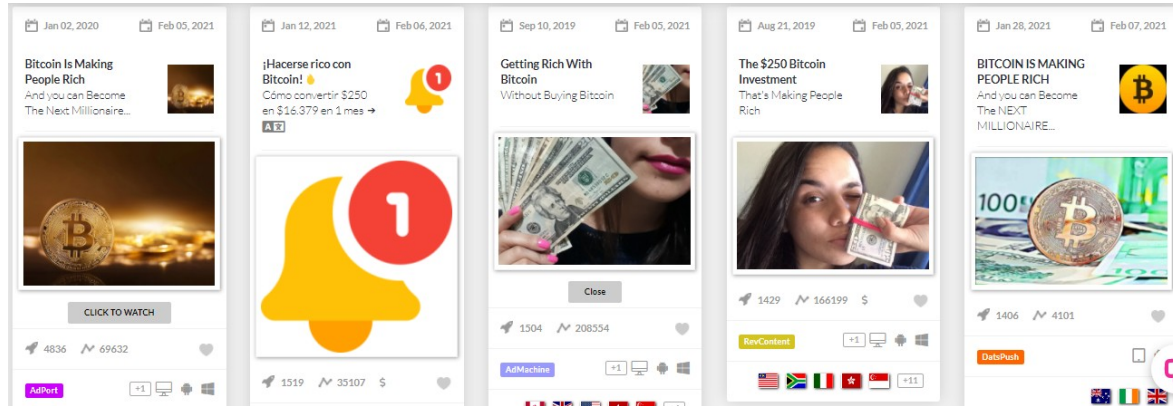 Jan 02, 2020 Feb 05, 2021
Bitcoin Is Making
People Rich
And you can Become
The Next Millionaire...
CLICK TO WATCH
4836 69632
AdPort +1
Jan 12, 2021 Feb 06, 2021
¡Hacerse rico con
Bitcoin!
Cómo convertir $250
en $16.379 en 1 mes →
1
1
1519 35107 $
Sep 10, 2019 Feb 05, 2021
Getting Rich With
Bitcoin
Without Buying Bitcoin
Close
1504 208554
AdMachine +1
Aug 21, 2019 Feb 05, 2021
The $250 Bitcoin
Investment
That's Making People
Rich
1429 166199 $
RevContent +1
+11
Jan 28, 2021 Feb 07, 2021
BITCOIN IS MAKING
PEOPLE RICH
And you can Become
The NEXT
MILLIONAIRE...
100
1406 4101
DatsPush